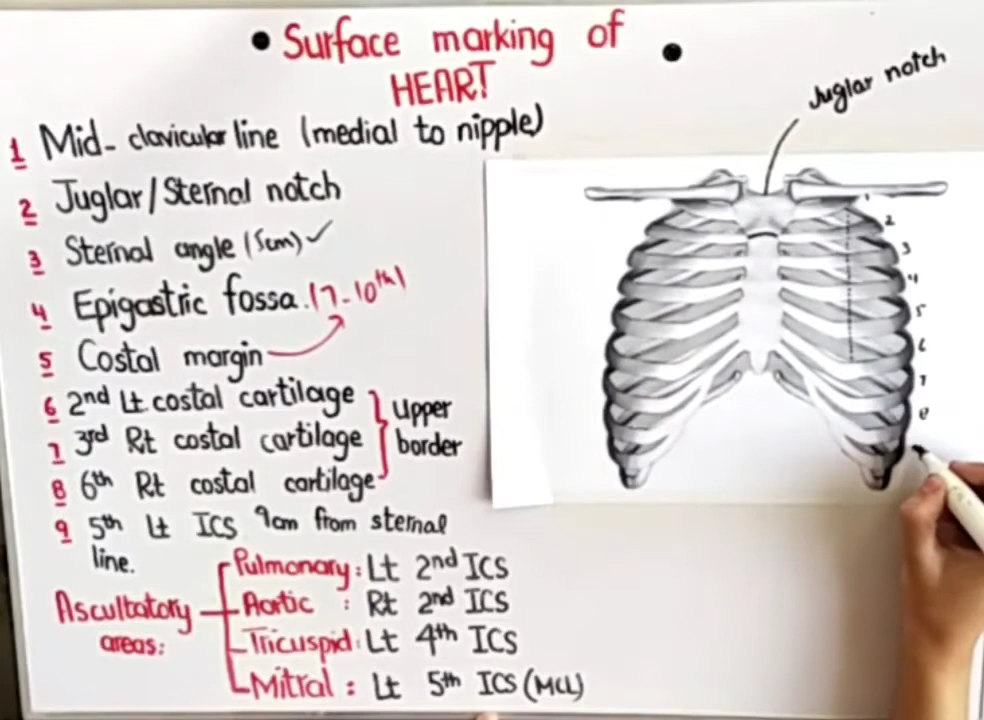 • Surface marking of •
HEART
Juglar notch
1 Mid-clavicular line (medial to nipple)
2 Juglar/Sternal notch
3 Sternal angle (5cm) ✓
4 Epigastric fossa (7-10th)
5 Costal margin
6 2nd Lt costal cartilage
7 3rd Rt costal cartilage
8 6th Rt costal cartilage
Upper
border
9 5th Lt ICS 9cm from sternal
line.
Ascultatory
areas:
Pulmonary: Lt 2nd ICS
Aortic : Rt 2nd ICS
Tricuspid: Lt 4th ICS
Mitral : Lt 5th ICS (MCL)
1
2
3
4
5
6
7
8